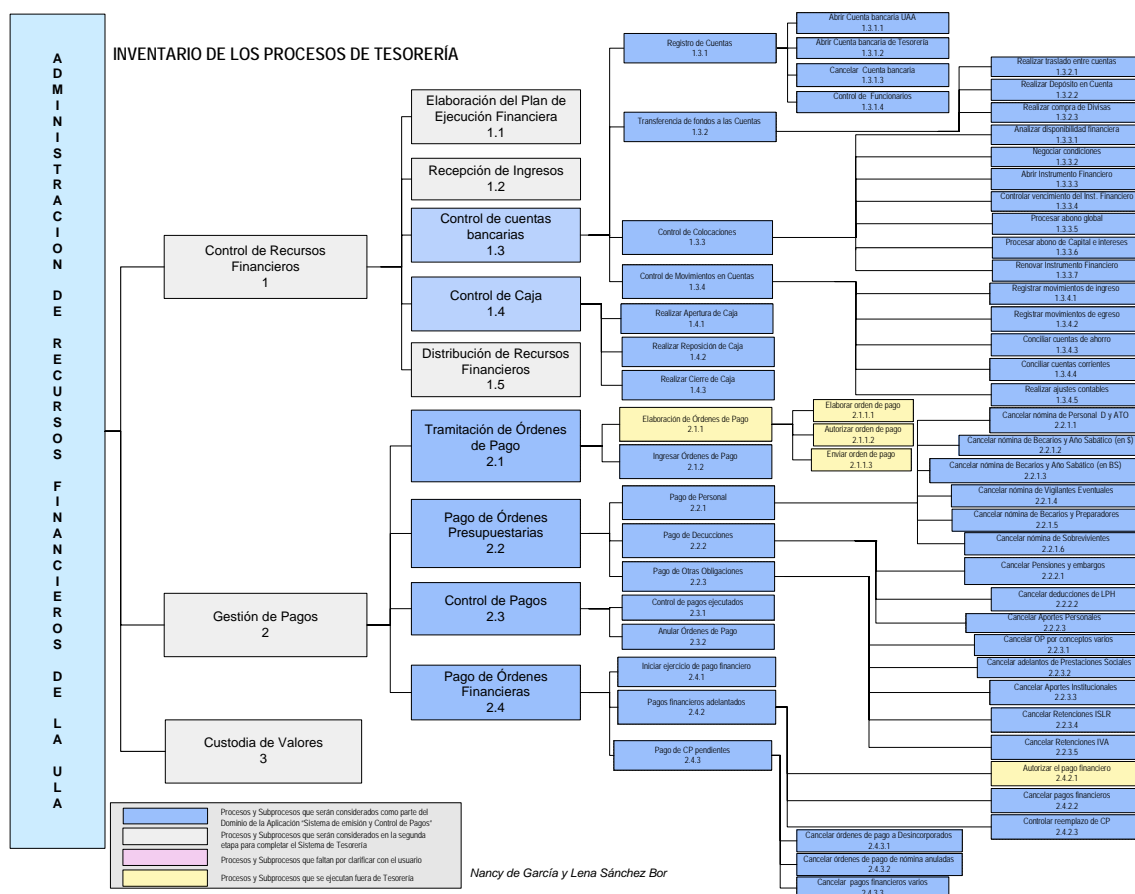 ADMINISTRACION DE RECURSOS FINANCIEROS DE LA ULA
INVENTARIO DE LOS PROCESOS DE TESORERÍA
Control de Recursos
Financieros
1
Gestión de Pagos
2
Custodia de Valores
3
Elaboración del Plan de
Ejecución Financiera
1.1
Recepción de Ingresos
1.2
Control de cuentas
bancarias
1.3
Control de Caja
1.4
Distribución de Recursos
Financieros
1.5
Tramitación de Órdenes
de Pago
2.1
Pago de Órdenes
Presupuestarias
2.2
Control de Pagos
2.3
Pago de Órdenes
Financieras
2.4
Registro de Cuentas
1.3.1
Transferencia de fondos a las Cuentas
1.3.2
Control de Colocaciones
1.3.3
Control de Movimientos en Cuentas
1.3.4
Realizar Apertura de Caja
1.4.1
Realizar Reposición de Caja
1.4.2
Realizar Cierre de Caja
1.4.3
Elaboración de Órdenes de Pago
2.1.1
Ingresar Órdenes de Pago
2.1.2
Pago de Personal
2.2.1
Pago de Decucciones
2.2.2
Pago de Otras Obligaciones
2.2.3
Control de pagos ejecutados
2.3.1
Anular Órdenes de Pago
2.3.2
Iniciar ejercicio de pago financiero
2.4.1
Pagos financieros adelantados
2.4.2
Pago de CP pendientes
2.4.3
Abrir Cuenta bancaria UAA
1.3.1.1
Abrir Cuenta bancaria de Tesorería
1.3.1.2
Cancelar Cuenta bancaria
1.3.1.3
Control de Funcionarios
1.3.1.4
Elaborar orden de pago
2.1.1.1
Autorizar orden de pago
2.1.1.2
Enviar orden de pago
2.1.1.3
Realizar traslado entre cuentas
1.3.2.1
Realizar Depósito en Cuenta
1.3.2.2
Realizar compra de Divisas
1.3.2.3
Analizar disponibilidad financiera
1.3.3.1
Negociar condiciones
1.3.3.2
Abrir Instrumento Financiero
1.3.3.3
Controlar vencimiento del Inst. Financiero
1.3.3.4
Procesar abono global
1.3.3.5
Procesar abono de Capital e intereses
1.3.3.6
Renovar Instrumento Financiero
1.3.3.7
Registrar movimientos de ingreso
1.3.4.1
Registrar movimientos de egreso
1.3.4.2
Conciliar cuentas de ahorro
1.3.4.3
Conciliar cuentas corrientes
1.3.4.4
Realizar ajustes contables
1.3.4.5
Cancelar nómina de Personal D y ATO
2.2.1.1
Cancelar nómina de Becarios y Año Sabático (en $)
2.2.1.2
Cancelar nómina de Becarios y Año Sabático (en BS)
2.2.1.3
Cancelar nómina de Vigilantes Eventuales
2.2.1.4
Cancelar nómina de Becarios y Preparadores
2.2.1.5
Cancelar nómina de Sobrevivientes
2.2.1.6
Cancelar Pensiones y embargos
2.2.2.1
Cancelar deducciones de LPH
2.2.2.2
Cancelar Aportes Personales
2.2.2.3
Cancelar OP por conceptos varios
2.2.3.1
Cancelar adelantos de Prestaciones Sociales
2.2.3.2
Cancelar Aportes Institucionales
2.2.3.3
Cancelar Retenciones ISLR
2.2.3.4
Cancelar Retenciones IVA
2.2.3.5
Autorizar el pago financiero
2.4.2.1
Cancelar pagos financieros
2.4.2.2
Controlar reemplazo de CP
2.4.2.3
Cancelar órdenes de pago a Desincorporados
2.4.3.1
Cancelar órdenes de pago de nómina anuladas
2.4.3.2
Cancelar pagos financieros varios
2.4.3.3
Procesos y Subprocesos que serán considerados como parte del
Dominio de la Aplicación "Sistema de emisión y Control de Pagos"
Procesos y Subprocesos que serán considerados en la segunda
etapa para completar el Sistema de Tesorería
Procesos y Subprocesos que faltan por clarificar con el usuario
Procesos y Subprocesos que se ejecutan fuera de Tesorería
Nancy de García y Lena Sánchez Bor